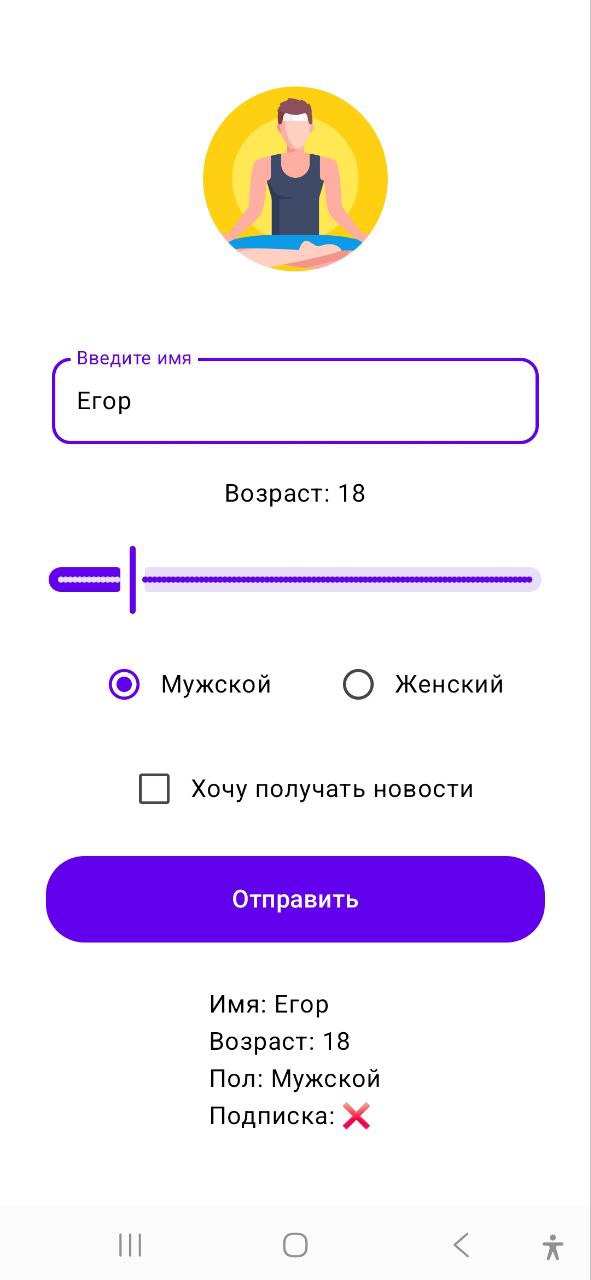 Введите имя
Егор
Возраст: 18
Мужской Женский
Хочу получать новости
Отправить
Имя: Егор
Возраст: 18
Пол: Мужской
Подписка: ❌